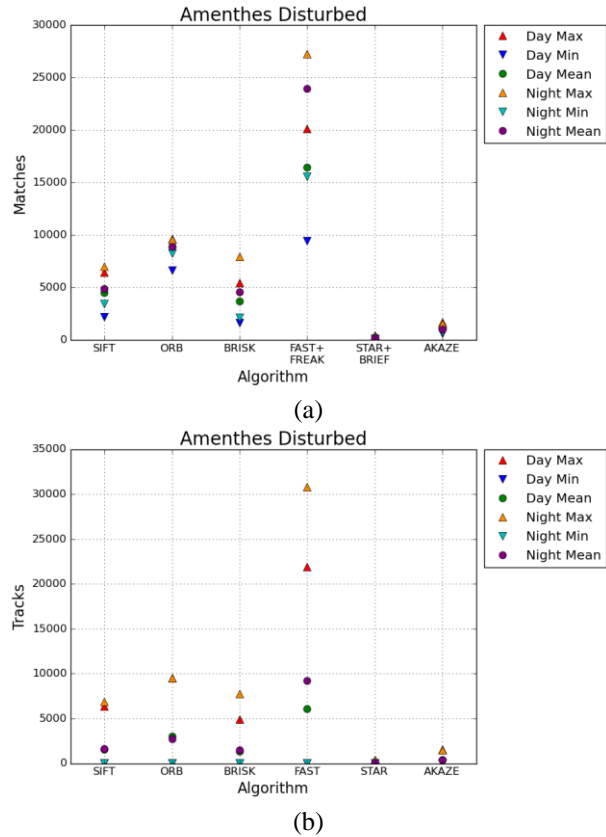 Amenthes Disturbed
30000
25000
20000
15000
10000
5000
0
Matches
SIFT ORB BRISK FAST+ FREAK STAR+ BRIEF AKAZE
Algorithm
Day Max
Day Min
Day Mean
Night Max
Night Min
Night Mean
(a)
Amenthes Disturbed
35000
30000
25000
20000
15000
10000
5000
0
Tracks
SIFT ORB BRISK FAST STAR AKAZE
Algorithm
Day Max
Day Min
Day Mean
Night Max
Night Min
Night Mean
(b)